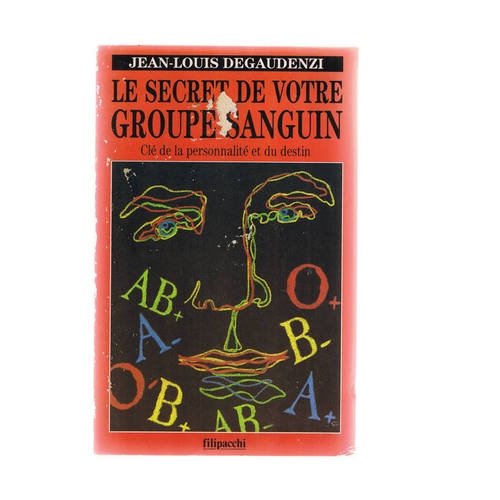 JEAN-LOUIS DEGAUDENZI
LE SECRET DE VOTRE
GROUPE SANGUIN
Clé de la personnalité et du destin
AB+
O+
A-
B-
O-
B+
A+
AB-
filipacchi